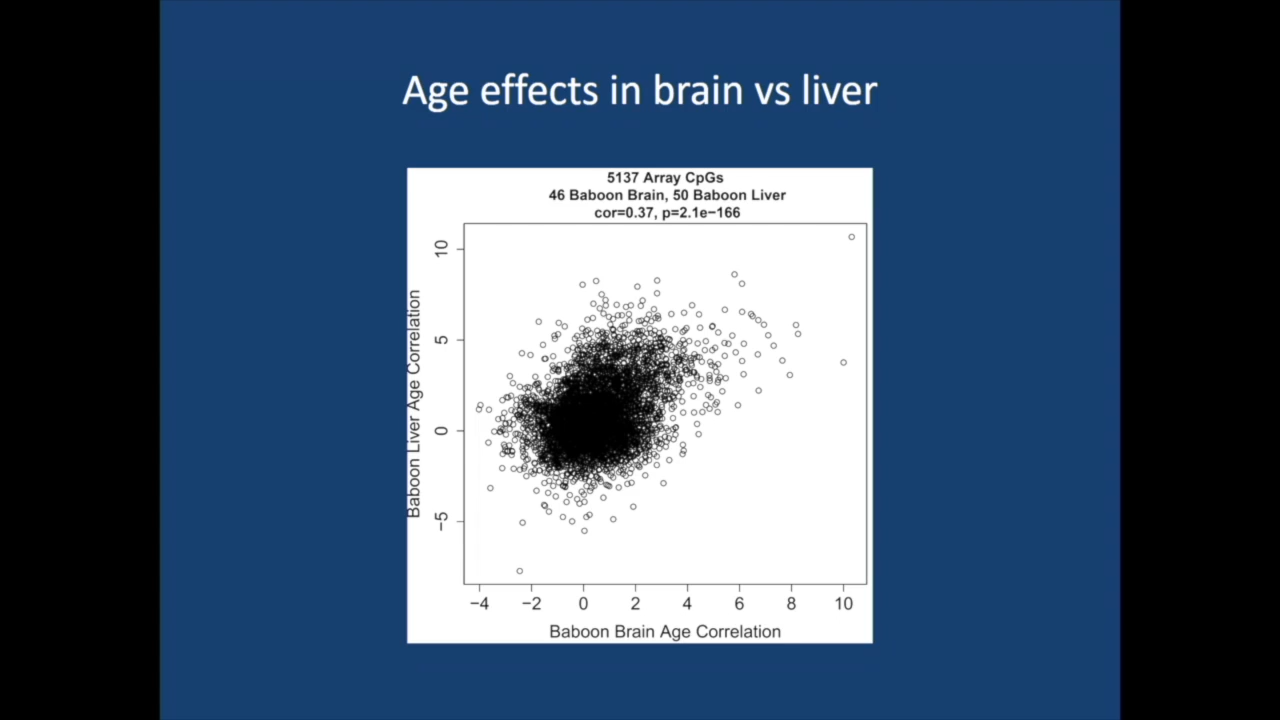 Age effects in brain vs liver
5137 Array CpGs
46 Baboon Brain, 50 Baboon Liver
cor=0.37, p=2.1e−166
Baboon Liver Age Correlation
10
5
0
−5
−4 −2 0 2 4 6 8 10
Baboon Brain Age Correlation